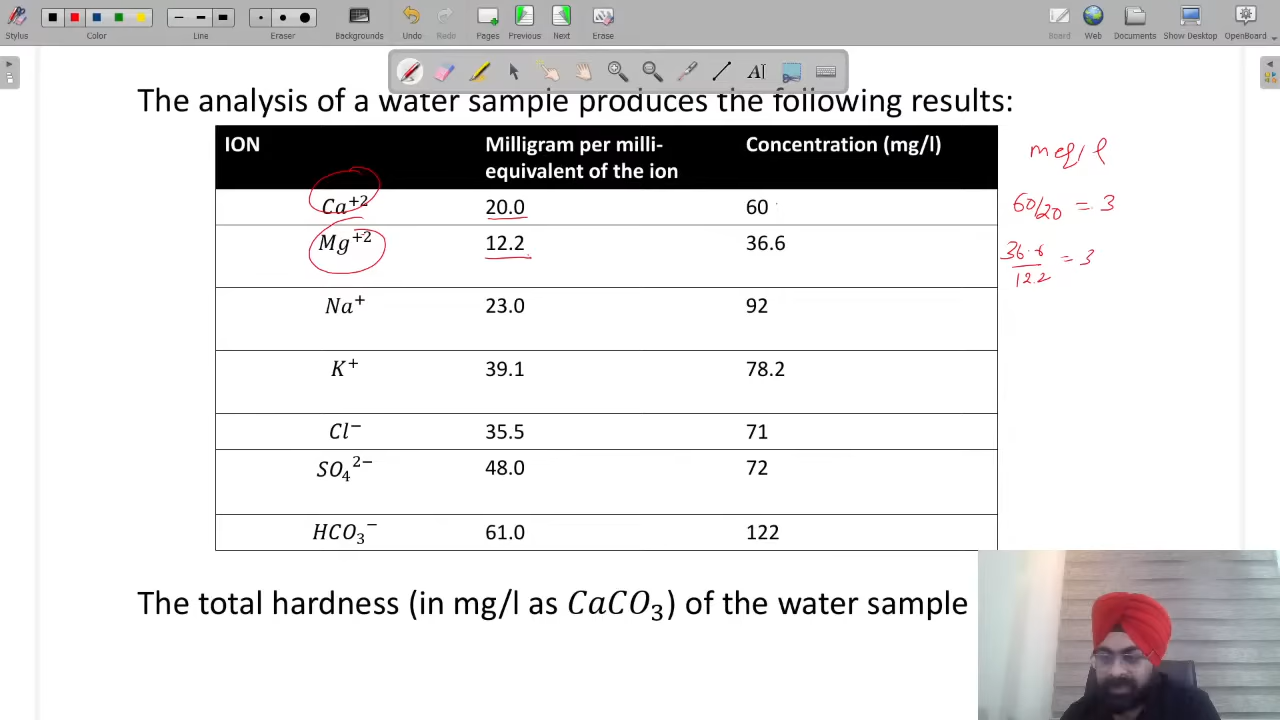 Stylus Color Line Eraser Backgrounds Undo Redo Pages Previous Next Erase Board Web Documents Show Desktop OpenBoard
The analysis of a water sample produces the following results:
ION Milligram per milli-equivalent of the ion Concentration (mg/l)
Ca⁺² 20.0 60
Mg⁺² 12.2 36.6
Na⁺ 23.0 92
K⁺ 39.1 78.2
Cl⁻ 35.5 71
SO₄²⁻ 48.0 72
HCO₃⁻ 61.0 122
meq/l
60/20 = 3
36.6/12.2 = 3
The total hardness (in mg/l as CaCO₃) of the water sample